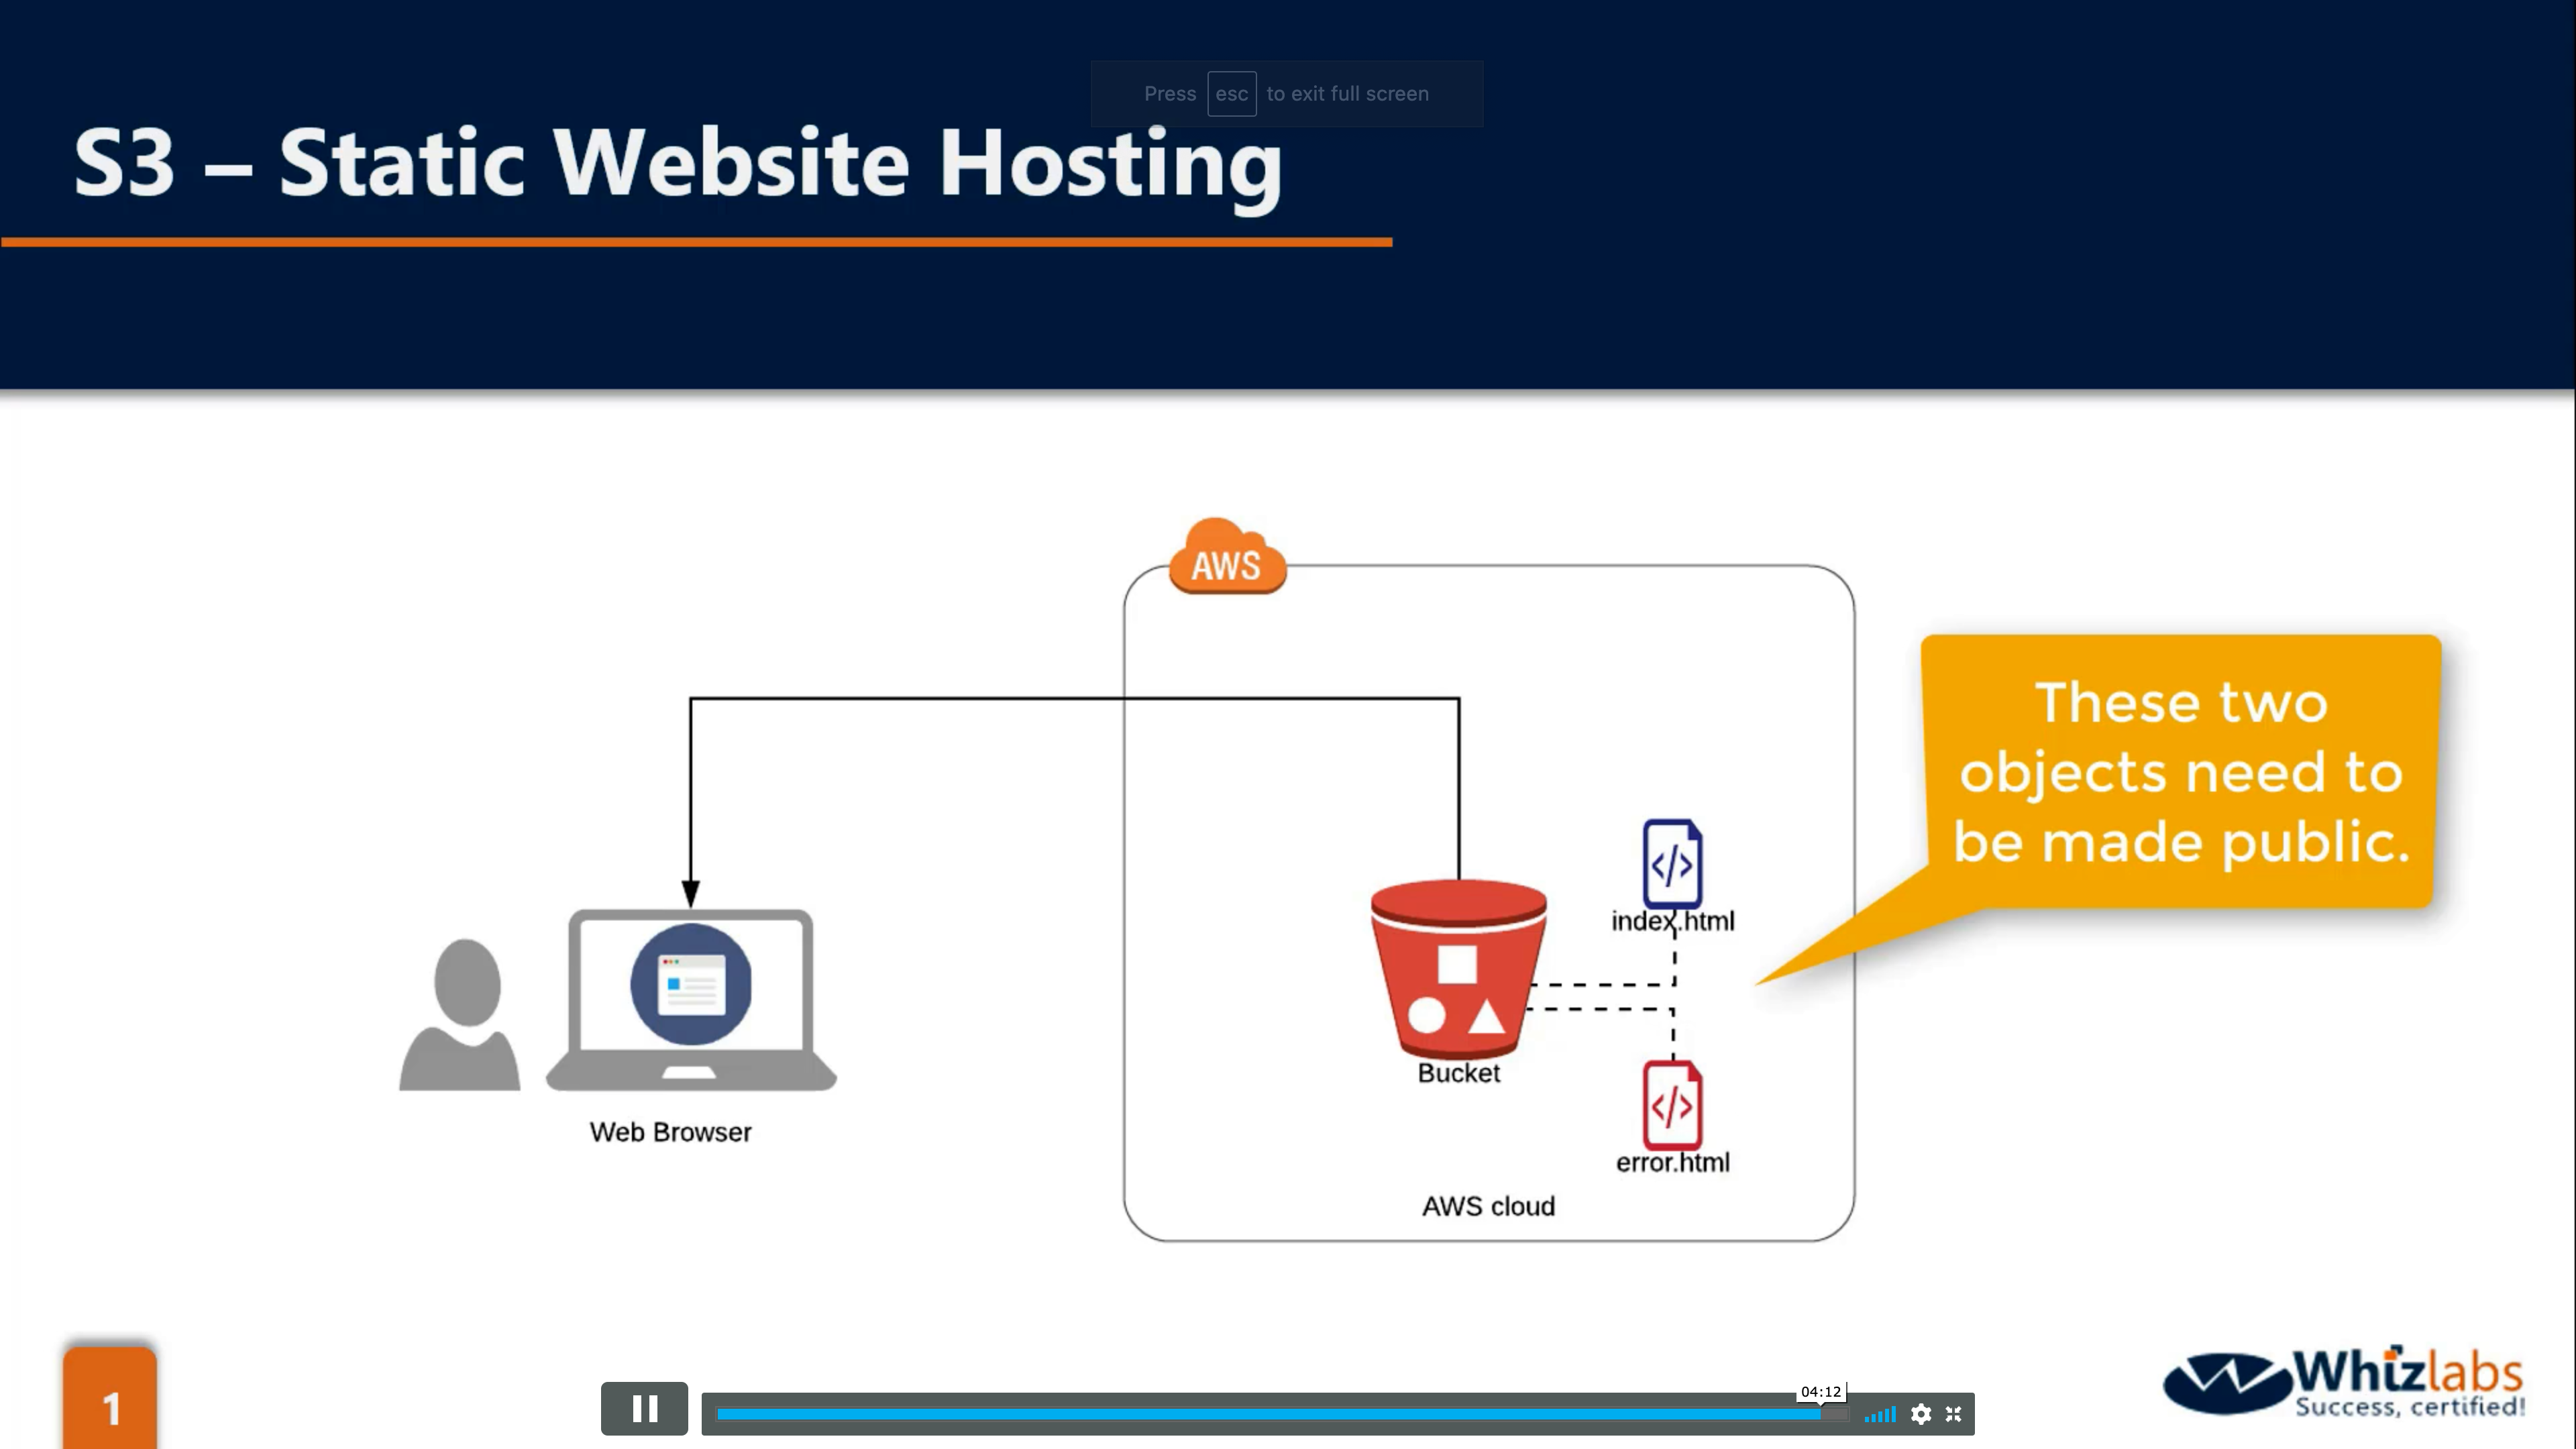 Press esc to exit full screen
S3 – Static Website Hosting
AWS
These two
objects need to
be made public.
</>
index.html
Bucket
Web Browser
</>
error.html
AWS cloud
1
04:12
Whizlabs
Success, certified!